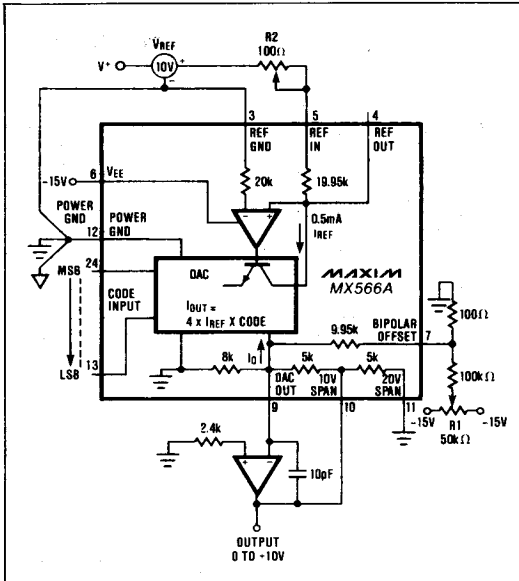 R2
VREF
100Ω
V+
10V
+
−
3
5
4
REF GND
REF IN
REF OUT
6
VEE
-15V
20k
19.95k
POWER GND
12
POWER GND
−
+
0.5mA
IREF
24
MSB
DAC
MAXIM
MX566A
CODE INPUT
IOUT =
4 x IREF X CODE
BIPOLAR OFFSET
7
100Ω
9.95k
IO
8k
5k
5k
LSB
13
DAC OUT
10V SPAN
20V SPAN
100kΩ
9
10
11
-15V
-15V
R1
50kΩ
2.4k
+
−
10pF
OUTPUT
0 TO +10V